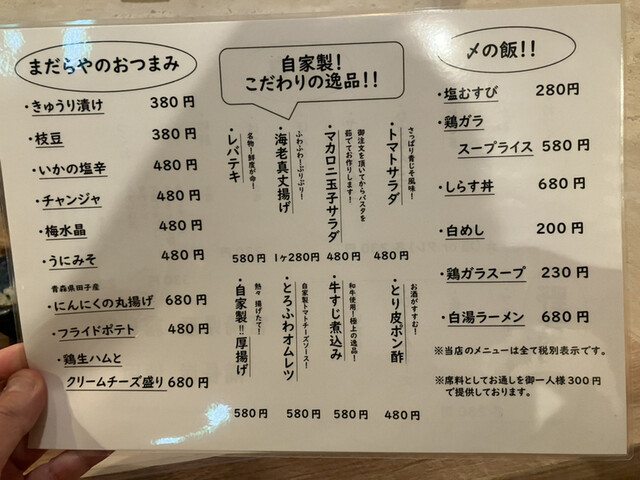 まだらやのおつまみ
・きゅうり漬け 380円
・枝豆 380円
・いかの塩辛 480円
・チャンジャ 480円
・梅水晶 480円
・うにみそ 480円
青森県田子産
・にんにくの丸揚げ 680円
・フライドポテト 480円
・鶏生ハムと
クリームチーズ盛り 680円
自家製!
こだわりの逸品!!
さっぱり青じそ風味!
・トマトサラダ
480円
御注文を頂いてからパスタを
茹でてお作りします!
・マカロニ玉子サラダ
480円
ふわふわーぷりぷり!
・海老真丈揚げ
1ヶ280円
名物!鮮度が命!
・レバテキ
580円
お酒がすすむ!
・とり皮ポン酢
480円
和牛使用!極上の逸品!
・牛すじ煮込み
580円
自家製トマトチーズソース!
・とろふわオムレツ
580円
熱々 揚げたて!
・自家製!!厚揚げ
580円
〆の飯!!
・塩むすび 280円
・鶏ガラ
スープライス 580円
・しらす丼 680円
・白めし 200円
・鶏ガラスープ 230円
・白湯ラーメン 680円
※当店のメニューは全て税別表示です。
※席料としてお通しを御一人様300円
で提供しております。